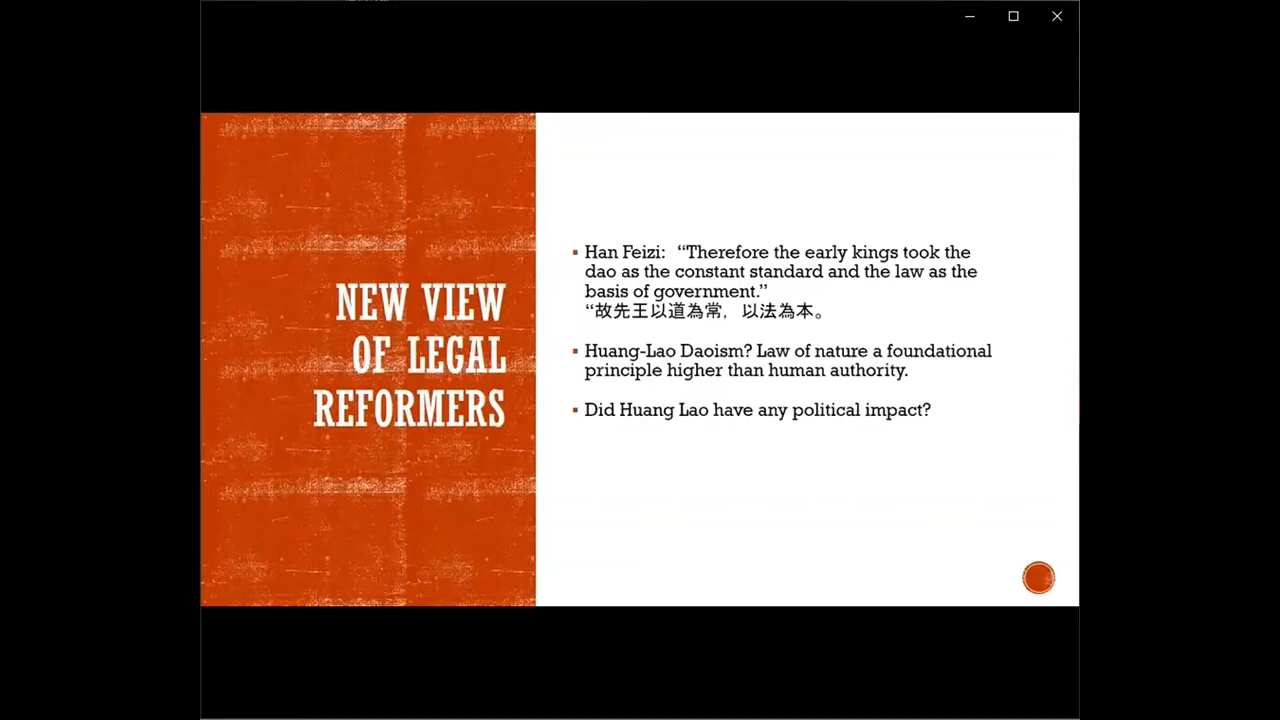 NEW VIEW
OF LEGAL
REFORMERS
Han Feizi: “Therefore the early kings took the
dao as the constant standard and the law as the
basis of government.”
“故先王以道為常，以法為本。
Huang-Lao Daoism? Law of nature a foundational
principle higher than human authority.
Did Huang Lao have any political impact?